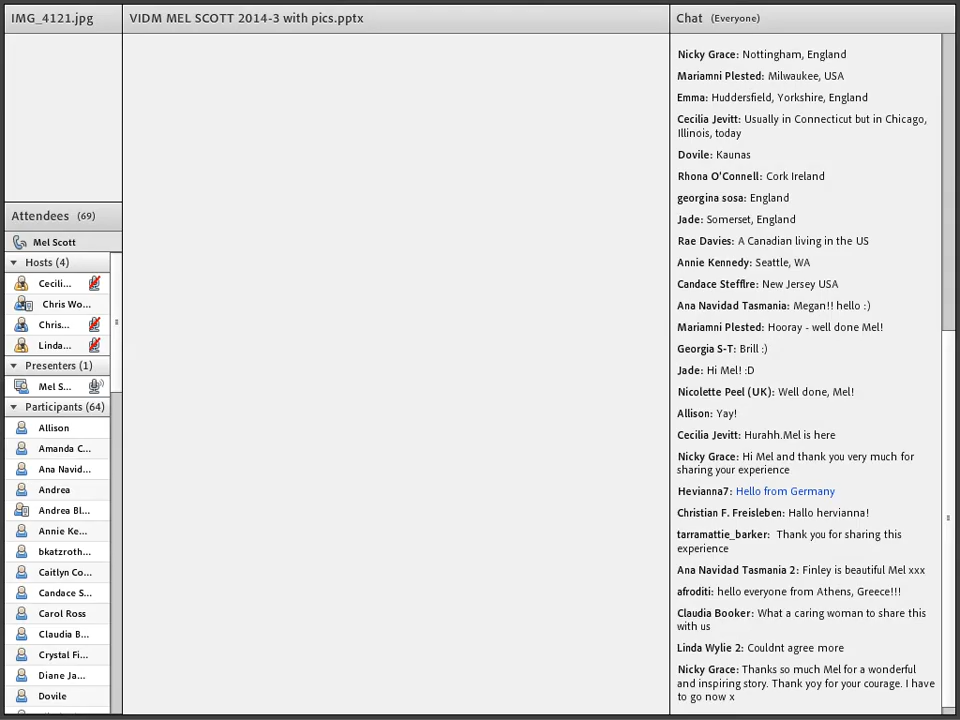 IMG_4121.jpg
VIDM MEL SCOTT 2014-3 with pics.pptx
Chat (Everyone)
Attendees (69)
Mel Scott
Hosts (4)
Cecili...
Chris Wo...
Chris...
Linda...
Presenters (1)
Mel S...
Participants (64)
Allison
Amanda C...
Ana Navid...
Andrea
Andrea Bl...
Annie Ke...
bkatzroth...
Caitlyn Co...
Candace S...
Carol Ross
Claudia B...
Crystal Fi...
Diane Ja...
Dovile
Nicky Grace: Nottingham, England
Mariamni Plested: Milwaukee, USA
Emma: Huddersfield, Yorkshire, England
Cecilia Jevitt: Usually in Connecticut but in Chicago,
Illinois, today
Dovile: Kaunas
Rhona O'Connell: Cork Ireland
georgina sosa: England
Jade: Somerset, England
Rae Davies: A Canadian living in the US
Annie Kennedy: Seattle, WA
Candace Steffire: New Jersey USA
Ana Navidad Tasmania: Megan!! hello :)
Mariamni Plested: Hooray - well done Mel!
Georgia S-T: Brill :)
Jade: Hi Mel! :D
Nicolette Peel (UK): Well done, Mel!
Allison: Yay!
Cecilia Jevitt: Hurahh.Mel is here
Nicky Grace: Hi Mel and thank you very much for
sharing your experience
Hevianna7: Hello from Germany
Christian F. Freisleben: Hallo hervianna!
tarramattie_barker: Thank you for sharing this
experience
Ana Navidad Tasmania 2: Finley is beautiful Mel xxx
afroditi: hello everyone from Athens, Greece!!!
Claudia Booker: What a caring woman to share this
with us
Linda Wylie 2: Couldnt agree more
Nicky Grace: Thanks so much Mel for a wonderful
and inspiring story. Thank yoy for your courage. I have
to go now x